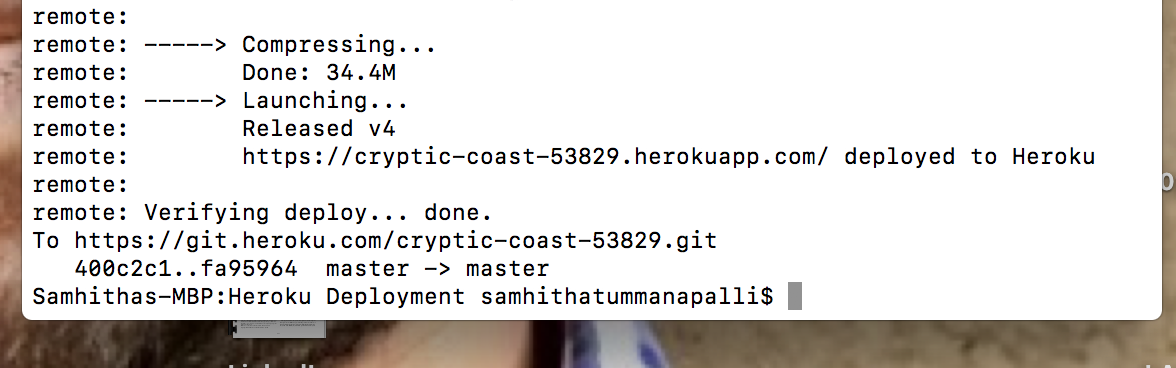 remote:
remote: -----> Compressing...
remote:        Done: 34.4M
remote: -----> Launching...
remote:        Released v4
remote:        https://cryptic-coast-53829.herokuapp.com/ deployed to Heroku
remote:
remote: Verifying deploy... done.
To https://git.heroku.com/cryptic-coast-53829.git
   400c2c1..fa95964  master -> master
Samhithas-MBP:Heroku Deployment samhithatummanapalli$